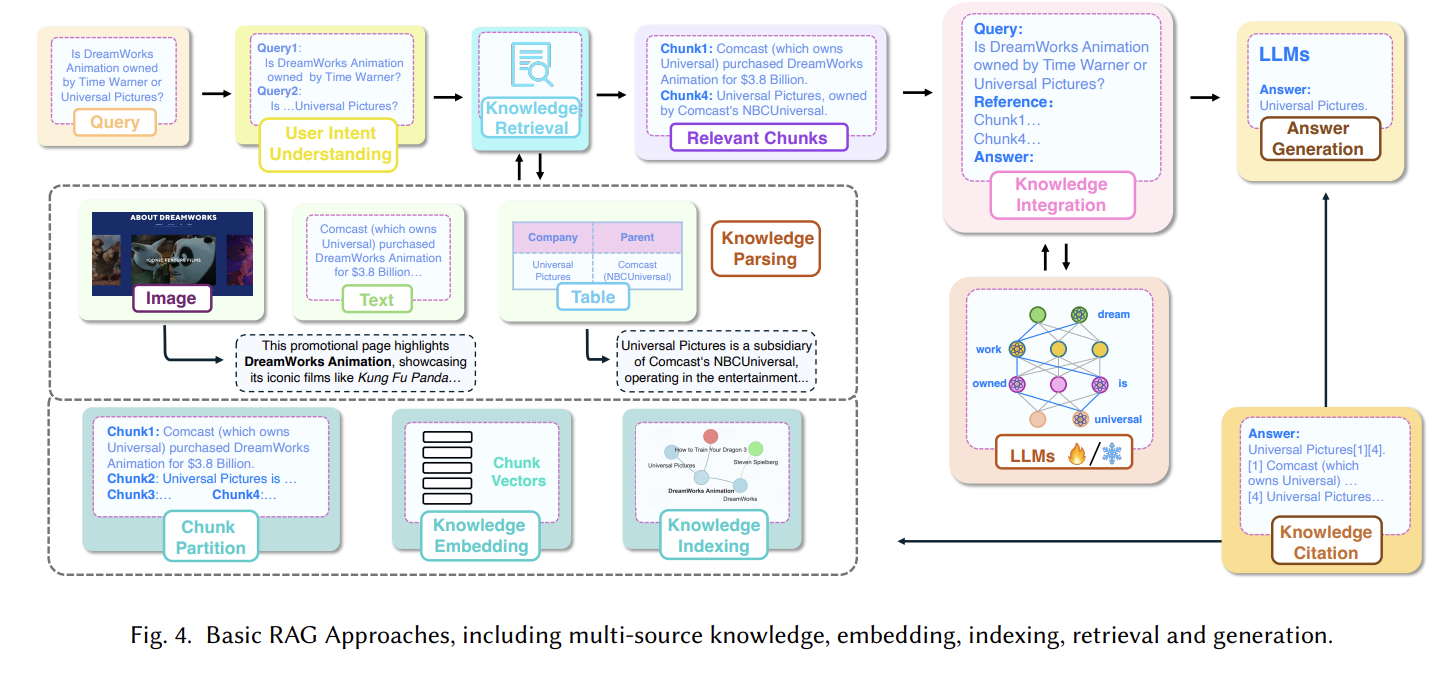 Is DreamWorks
Animation owned
by Time Warner or
Universal Pictures?
Query
Query1:
Is DreamWorks Animation
owned by Time Warner?
Query2:
Is ...Universal Pictures?
User Intent
Understanding
Knowledge
Retrieval
Chunk1: Comcast (which owns
Universal) purchased DreamWorks
Animation for $3.8 Billion.
Chunk4: Universal Pictures, owned
by Comcast's NBCUniversal.
Relevant Chunks
Query:
Is DreamWorks Animation
owned by Time Warner or
Universal Pictures?
Reference:
Chunk1...
Chunk4...
Answer:
Knowledge
Integration
LLMs
Answer:
Universal Pictures.
Answer
Generation
ABOUT DREAMWORKS
ICONIC FEATURE FILMS
Image
Comcast (which owns
Universal) purchased
DreamWorks Animation
for $3.8 Billion...
Text
Company Parent
Universal
Pictures
Comcast
(NBCUniversal)
Table
Knowledge
Parsing
This promotional page highlights
DreamWorks Animation, showcasing
its iconic films like Kung Fu Panda...
Universal Pictures is a subsidiary
of Comcast's NBCUniversal,
operating in the entertainment...
dream
work
owned
is
universal
LLMs /
Chunk1: Comcast (which owns
Universal) purchased DreamWorks
Animation for $3.8 Billion.
Chunk2: Universal Pictures is ...
Chunk3:... Chunk4:...
Chunk
Partition
Chunk
Vectors
Knowledge
Embedding
How to Train Your Dragon 3
Universal Pictures
Steven Spielberg
DreamWorks Animation
DreamWorks
Knowledge
Indexing
Answer:
Universal Pictures[1][4].
[1] Comcast (which
owns Universal) ...
[4] Universal Pictures...
Knowledge
Citation
Fig. 4. Basic RAG Approaches, including multi-source knowledge, embedding, indexing, retrieval and generation.